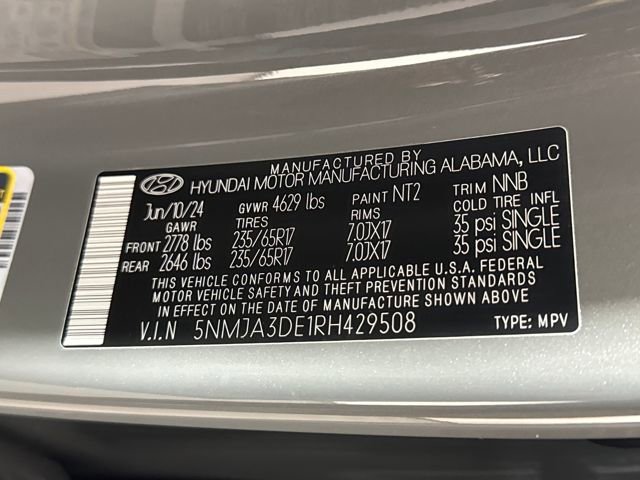 MANUFACTURED BY
HYUNDAI MOTOR MANUFACTURING ALABAMA, LLC
Jun/10/24 GVWR 4629 lbs PAINT NT2 TRIM NNB
GAWR TIRES RIMS COLD TIRE INFL
FRONT 2778 lbs 235/65R17 7.0JX17 35 psi SINGLE
REAR 2646 lbs 235/65R17 7.0JX17 35 psi SINGLE
THIS VEHICLE CONFORMS TO ALL APPLICABLE U.S.A. FEDERAL
MOTOR VEHICLE SAFETY AND THEFT PREVENTION STANDARDS
IN EFFECT ON THE DATE OF MANUFACTURE SHOWN ABOVE
V.I.N 5NMJA3DE1RH429508 TYPE: MPV